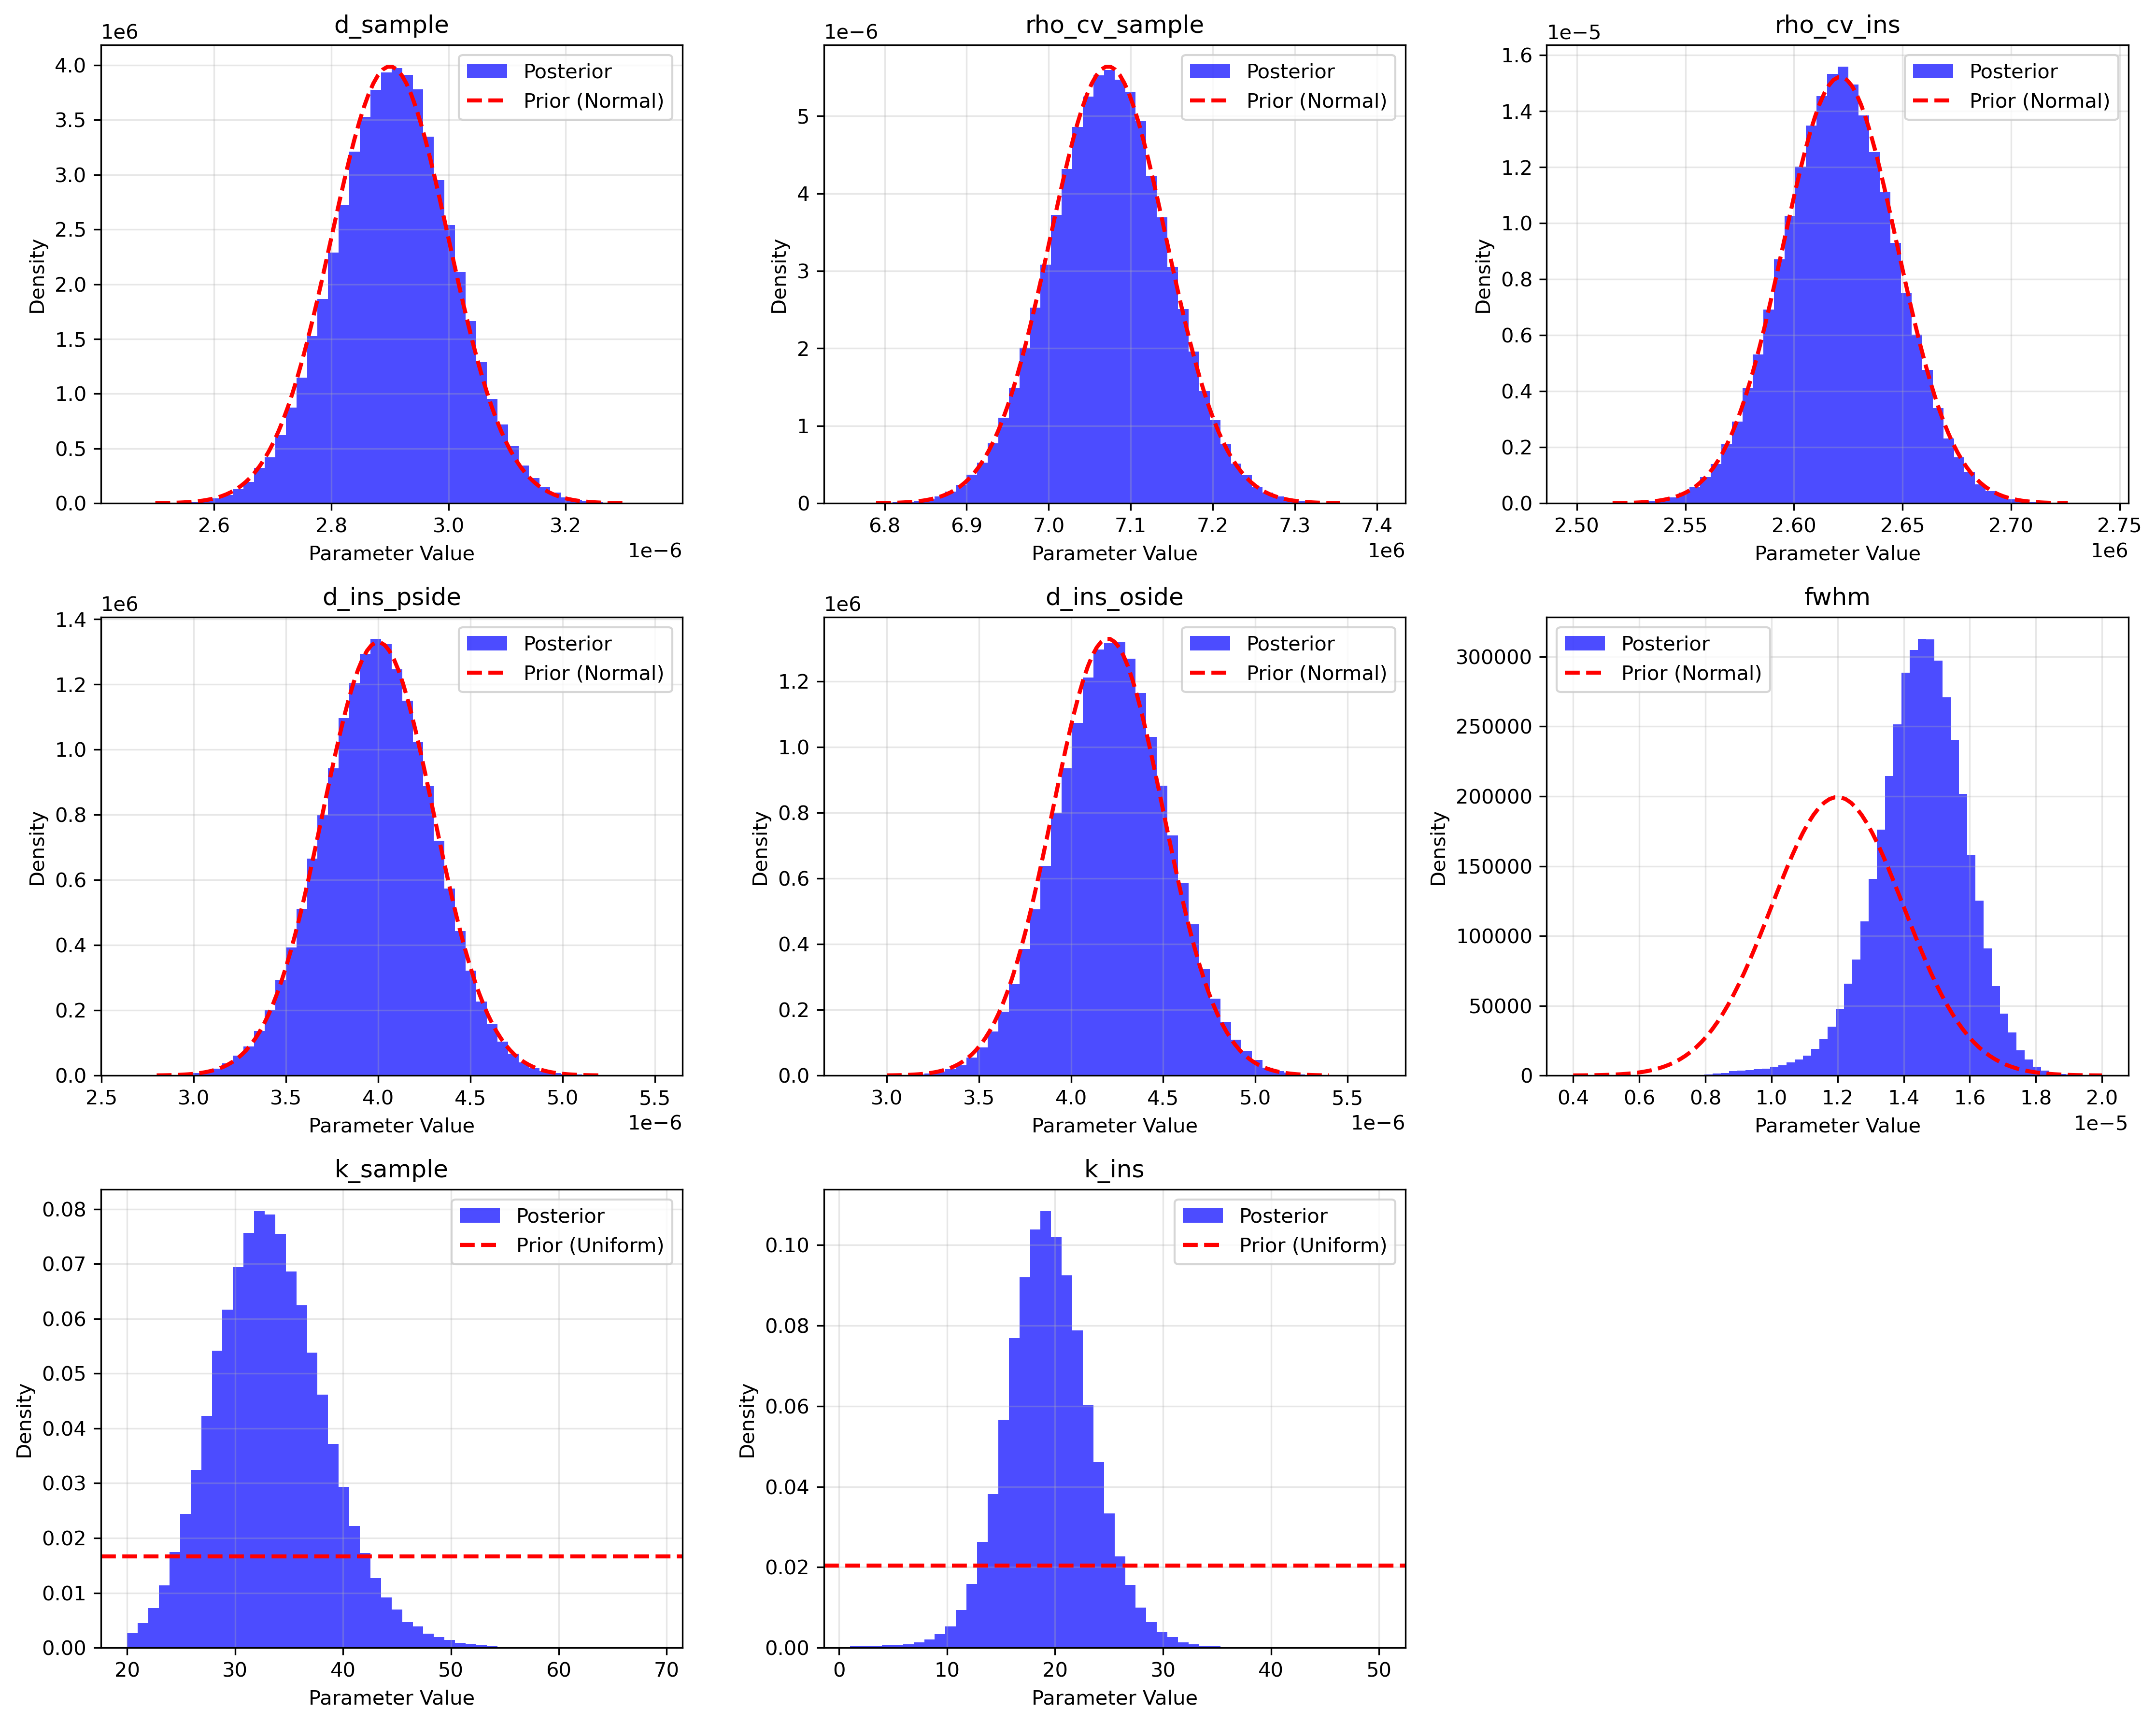 d_sample
1e6
Posterior
Prior (Normal)
Density
4.0
3.5
3.0
2.5
2.0
1.5
1.0
0.5
0.0
2.6 2.8 3.0 3.2
Parameter Value
1e−6
rho_cv_sample
1e−6
Posterior
Prior (Normal)
Density
5
4
3
2
1
0
6.8 6.9 7.0 7.1 7.2 7.3 7.4
Parameter Value
1e6
rho_cv_ins
1e−5
Posterior
Prior (Normal)
Density
1.6
1.4
1.2
1.0
0.8
0.6
0.4
0.2
0.0
2.50 2.55 2.60 2.65 2.70 2.75
Parameter Value
1e6
d_ins_pside
1e6
Posterior
Prior (Normal)
Density
1.4
1.2
1.0
0.8
0.6
0.4
0.2
0.0
2.5 3.0 3.5 4.0 4.5 5.0 5.5
Parameter Value
1e−6
d_ins_oside
1e6
Posterior
Prior (Normal)
Density
1.2
1.0
0.8
0.6
0.4
0.2
0.0
3.0 3.5 4.0 4.5 5.0 5.5
Parameter Value
1e−6
fwhm
Posterior
Prior (Normal)
Density
300000
250000
200000
150000
100000
50000
0
0.4 0.6 0.8 1.0 1.2 1.4 1.6 1.8 2.0
Parameter Value
1e−5
k_sample
Posterior
Prior (Uniform)
Density
0.08
0.07
0.06
0.05
0.04
0.03
0.02
0.01
0.00
20 30 40 50 60 70
Parameter Value
k_ins
Posterior
Prior (Uniform)
Density
0.10
0.08
0.06
0.04
0.02
0.00
0 10 20 30 40 50
Parameter Value